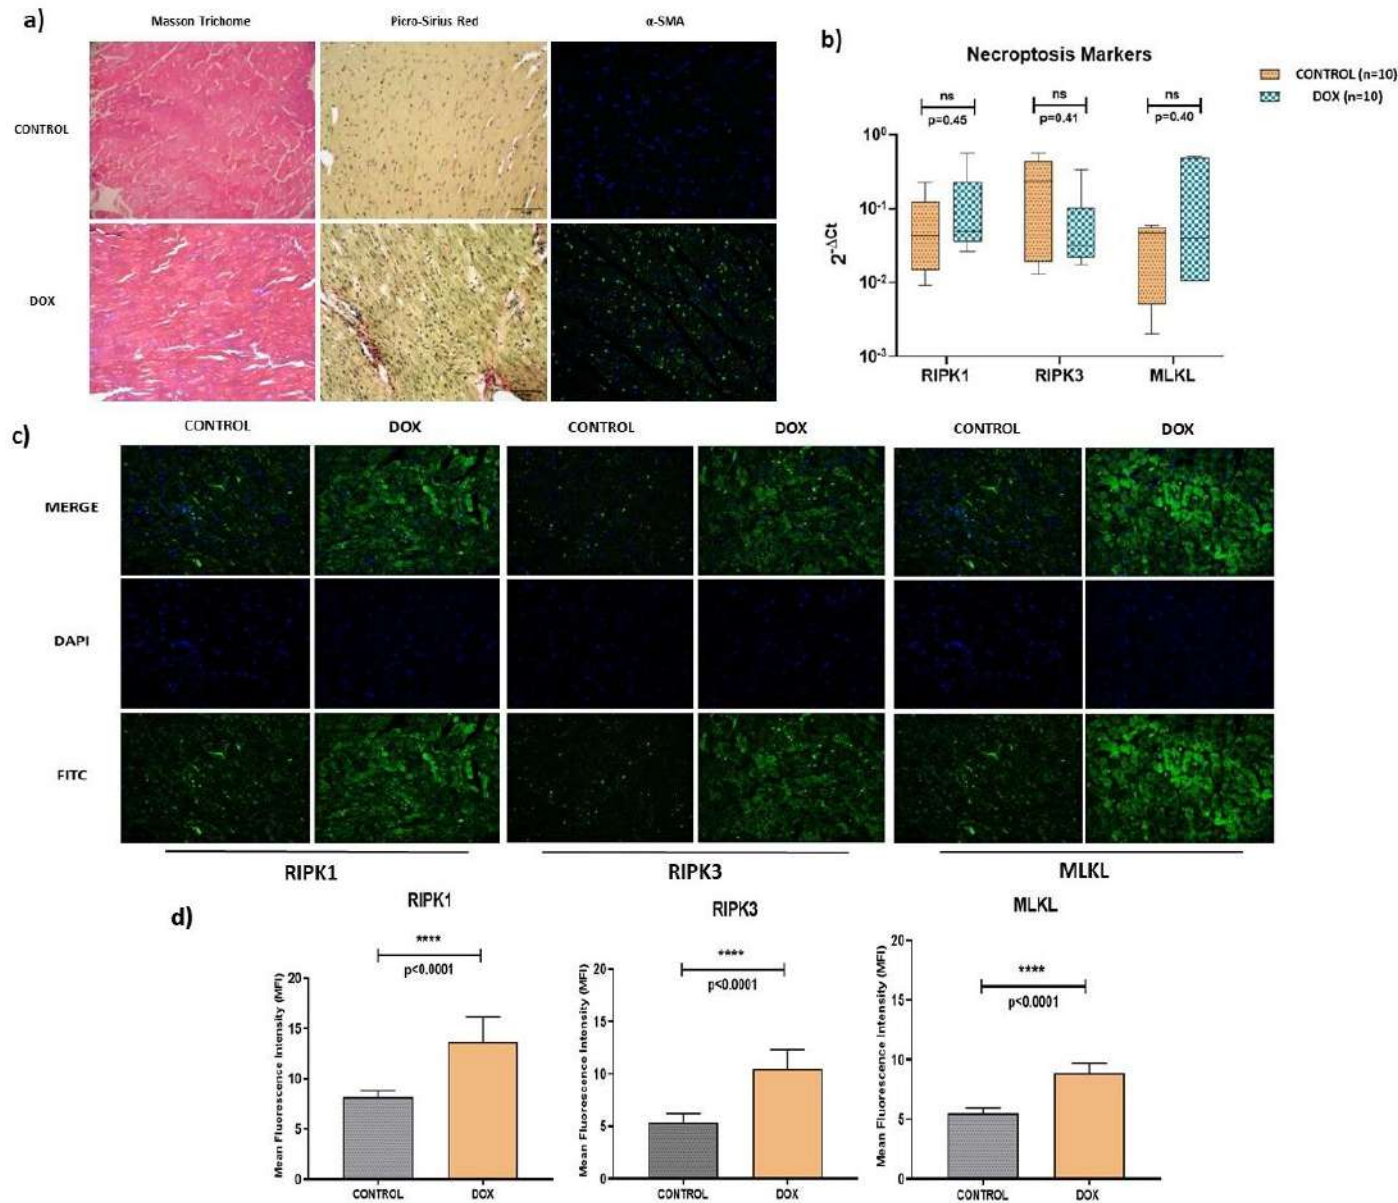 a)
Masson Trichome
Picro-Sirius Red
α-SMA
CONTROL
DOX
b)
Necroptosis Markers
CONTROL (n=10)
DOX (n=10)
ns
ns
ns
p=0.45
p=0.41
p=0.40
10⁰
10⁻¹
10⁻²
10⁻³
2^-ΔCt
RIPK1
RIPK3
MLKL
c)
CONTROL
DOX
CONTROL
DOX
CONTROL
DOX
MERGE
DAPI
FITC
RIPK1
RIPK3
MLKL
d)
RIPK1
****
p<0.0001
Mean Fluorescence Intensity (MFI)
20
15
10
5
0
CONTROL
DOX
RIPK3
****
p<0.0001
Mean Fluorescence Intensity (MFI)
20
15
10
5
0
CONTROL
DOX
MLKL
****
p<0.0001
Mean Fluorescence Intensity (MFI)
20
15
10
5
0
CONTROL
DOX